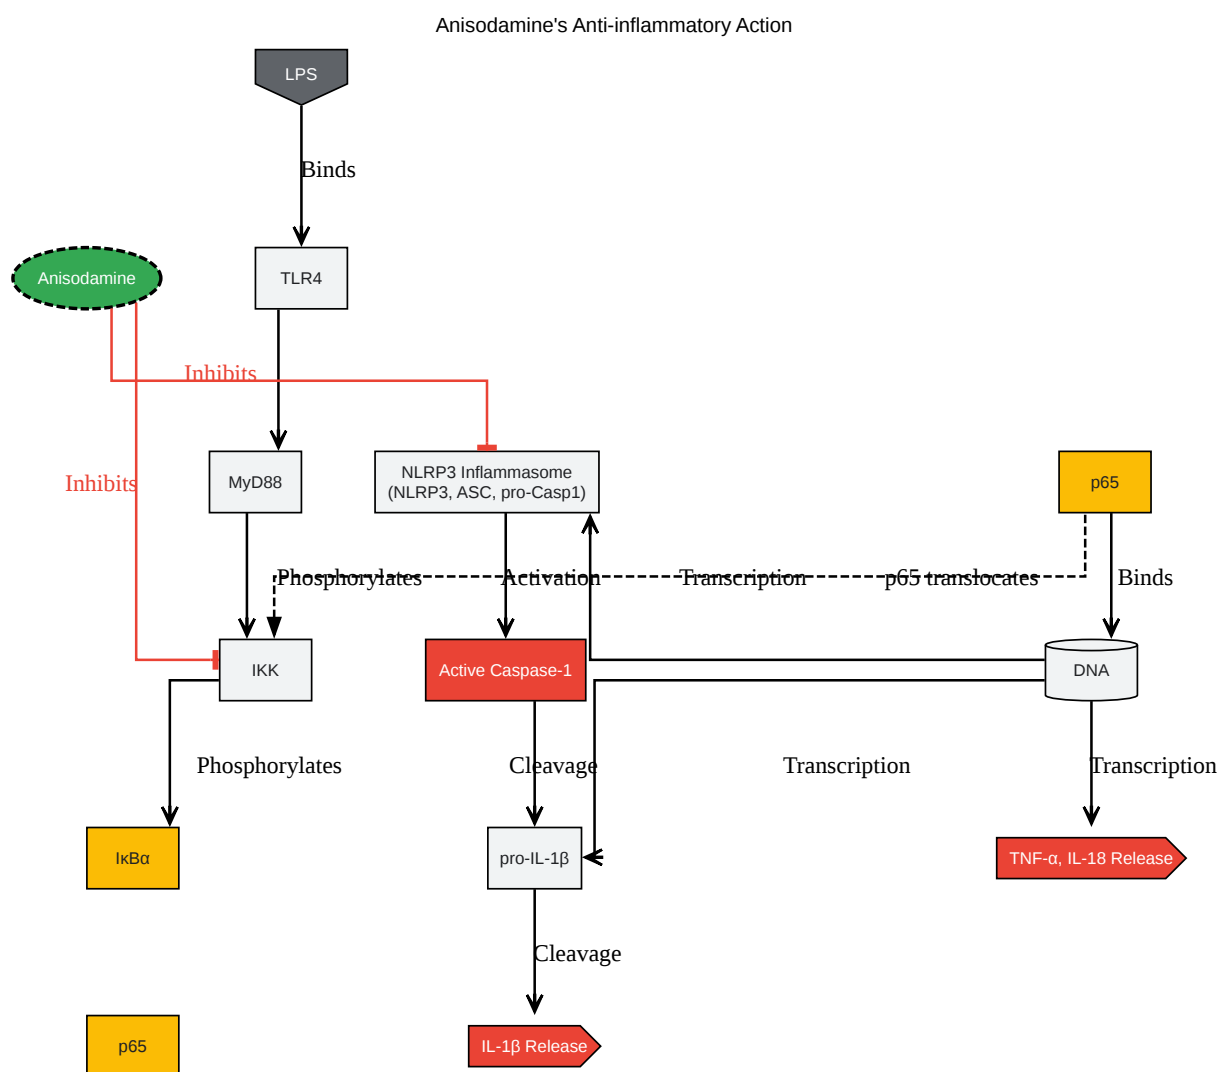 Anisodamine's Anti-inflammatory Action
LPS
Binds
Anisodamine
TLR4
Inhibits
Inhibits
MyD88
NLRP3 Inflammasome
(NLRP3, ASC, pro-Casp1)
p65
Phosphorylates
Activation
Transcription
p65 translocates
Binds
IKK
Active Caspase-1
DNA
Phosphorylates
Cleavage
Transcription
Transcription
IκBα
pro-IL-1β
TNF-α, IL-18 Release
Cleavage
p65
IL-1β Release